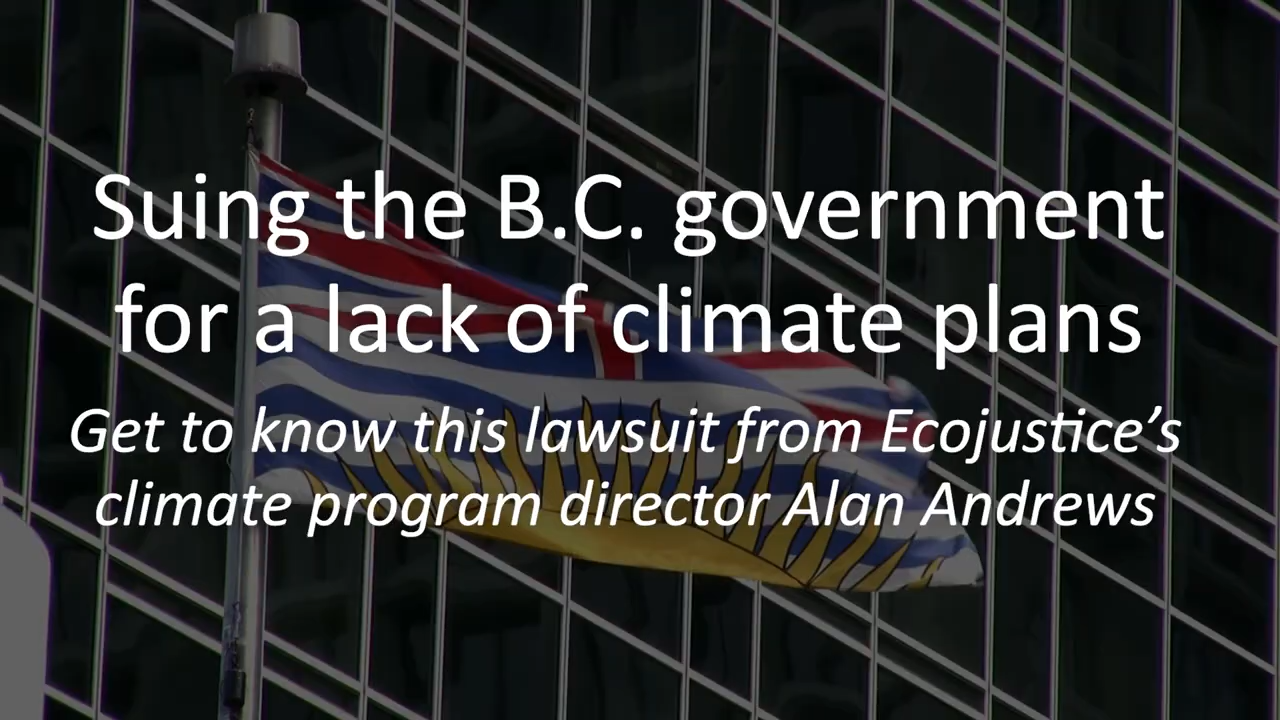 Suing the B.C. government
for a lack of climate plans
Get to know this lawsuit from Ecojustice’s
climate program director Alan Andrews